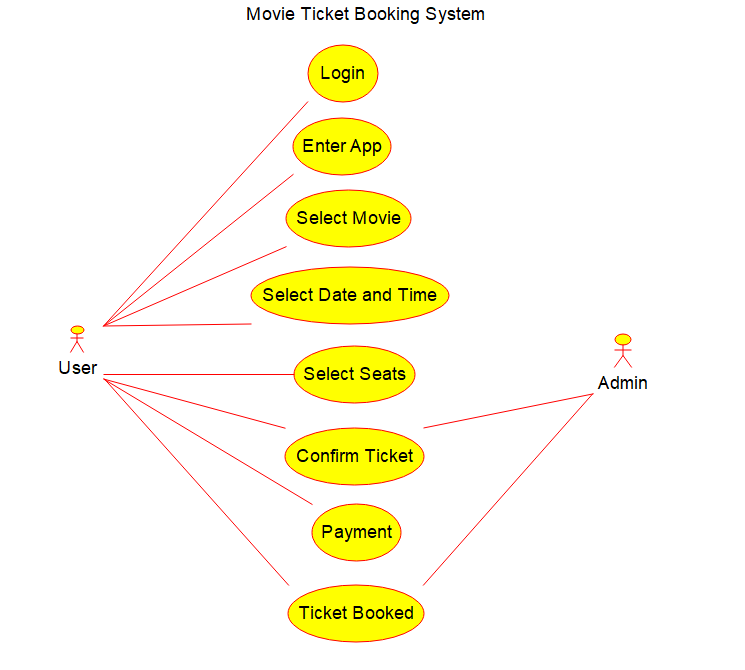 Movie Ticket Booking System
Login
Enter App
Select Movie
Select Date and Time
User
Select Seats
Admin
Confirm Ticket
Payment
Ticket Booked